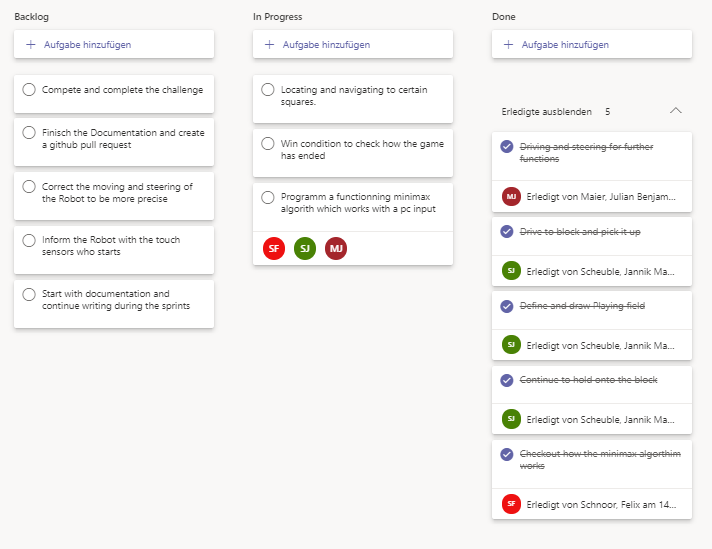 Backlog
+ Aufgabe hinzufügen
Compete and complete the challenge
Finisch the Documentation and create
a github pull request
Correct the moving and steering of
the Robot to be more precise
Inform the Robot with the touch
sensors who starts
Start with documentation and
continue writing during the sprints
In Progress
+ Aufgabe hinzufügen
Locating and navigating to certain
squares.
Win condition to check how the game
has ended
Programm a functionning minimax
algorith which works with a pc input
SF SJ MJ
Done
+ Aufgabe hinzufügen
Erledigte ausblenden 5
Driving and steering for further
functions
MJ Erledigt von Maier, Julian Benjam...
Drive to block and pick it up
SJ Erledigt von Scheuble, Jannik Ma...
Define and draw Playing field
SJ Erledigt von Scheuble, Jannik Ma...
Continue to hold onto the block
SJ Erledigt von Scheuble, Jannik Ma...
Checkout how the minimax algorthim
works
SF Erledigt von Schnoor, Felix am 14...